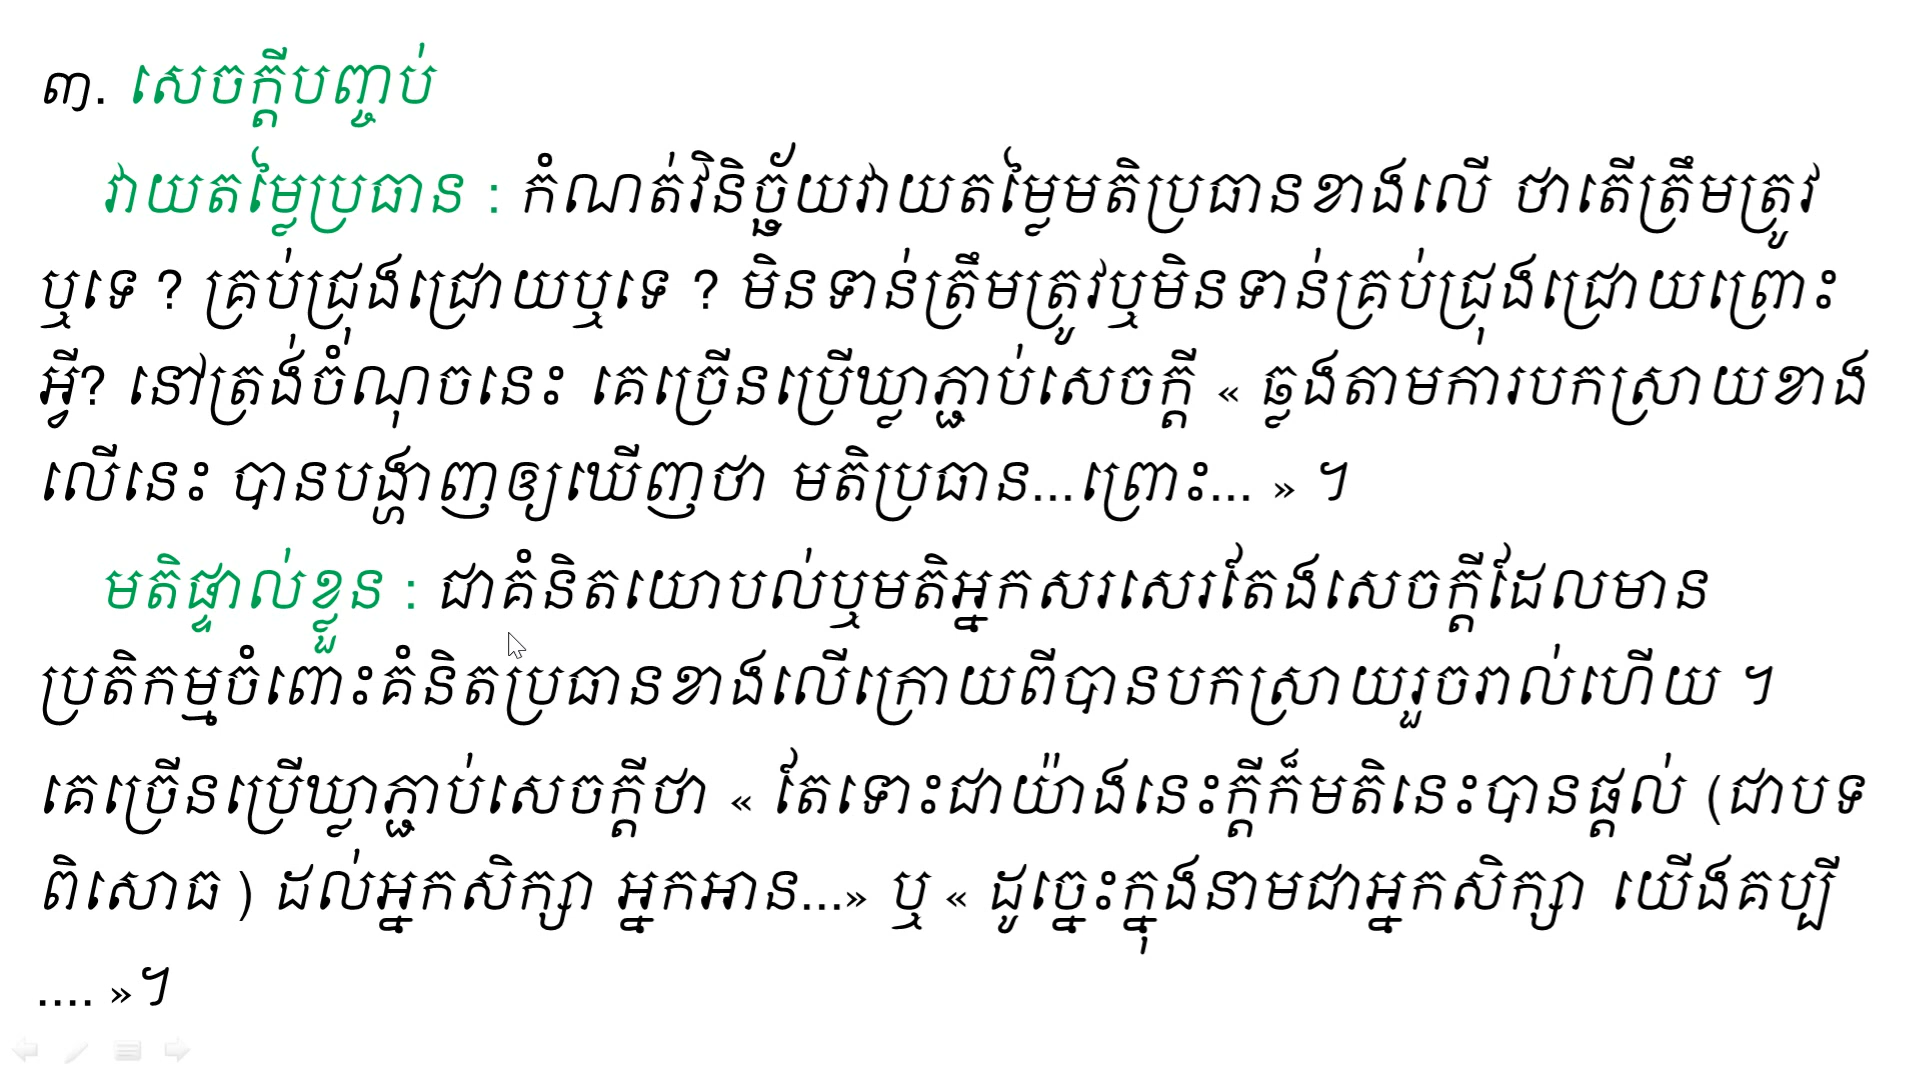 ៣. សេចក្ដីបញ្ចប់
វាយតម្លៃប្រធាន : កំណត់វិនិច្ឆ័យវាយតម្លៃមតិប្រធានខាងលើ ថាតើត្រឹមត្រូវ
ឬទេ ? គ្រប់ជ្រុងជ្រោយឬទេ ? មិនទាន់ត្រឹមត្រូវឬមិនទាន់គ្រប់ជ្រុងជ្រោយព្រោះ
អ្វី? នៅត្រង់ចំណុចនេះ គេច្រើនប្រើឃ្លាភ្ជាប់សេចក្ដី « ឆ្លងតាមការបកស្រាយខាង
លើនេះ បានបង្ហាញឲ្យឃើញថា មតិប្រធាន...ព្រោះ... » ។
មតិផ្ទាល់ខ្លួន : ជាគំនិតយោបល់ឬមតិអ្នកសរសេរតែងសេចក្ដីដែលមាន
ប្រតិកម្មចំពោះគំនិតប្រធានខាងលើក្រោយពីបានបកស្រាយរួចរាល់ហើយ ។
គេច្រើនប្រើឃ្លាភ្ជាប់សេចក្ដីថា « តែទោះជាយ៉ាងនេះក្ដីក៏មតិនេះបានផ្ដល់ (ជាបទ
ពិសោធ ) ដល់អ្នកសិក្សា អ្នកអាន...» ឬ « ដូច្នេះក្នុងនាមជាអ្នកសិក្សា យើងគប្បី
.... »។